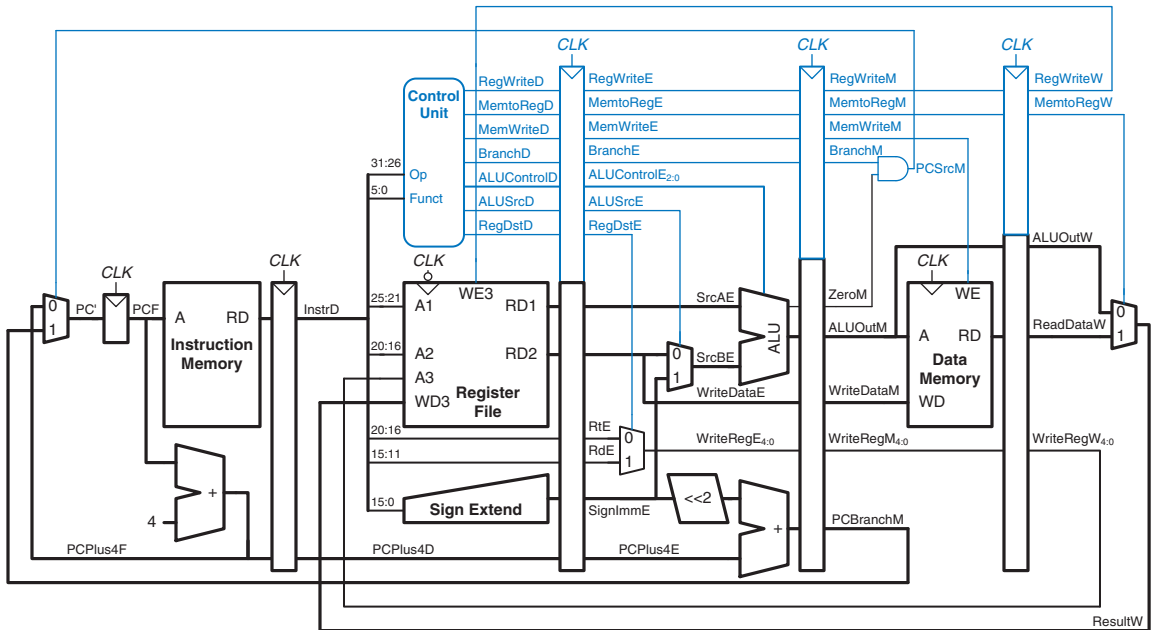 CLK CLK CLK
RegWriteD RegWriteE RegWriteM RegWriteW
Control Unit
MemtoRegD MemtoRegE MemtoRegM MemtoRegW
MemWriteD MemWriteE MemWriteM
BranchD BranchE BranchM
31:26 Op ALUControlD ALUControlE2:0 PCSrcM
5:0 Funct ALUSrcD ALUSrcE
RegDstD RegDstE
ALUOutW
CLK CLK CLK CLK
0 1 PC' PCF A RD InstrD 25:21 A1 WE3 RD1 SrcAE ZeroM WE 0 1
Instruction Memory
20:16 A2 RD2 0 1 SrcBE ALU ALUOutM A RD ReadDataW
A3
Register File
Data Memory
WD3 WriteDataE WriteDataM WD
20:16 RtE 0 WriteRegE4:0 WriteRegM4:0 WriteRegW4:0
15:11 RdE 1
+
15:0 Sign Extend SignImmE <<2
4 + PCBranchM
PCPlus4F PCPlus4D PCPlus4E
ResultW